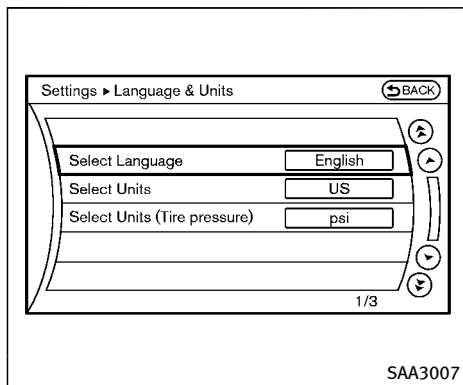 Settings ▶ Language & Units
BACK
Select Language English
Select Units US
Select Units (Tire pressure) psi
1/3
SAA3007